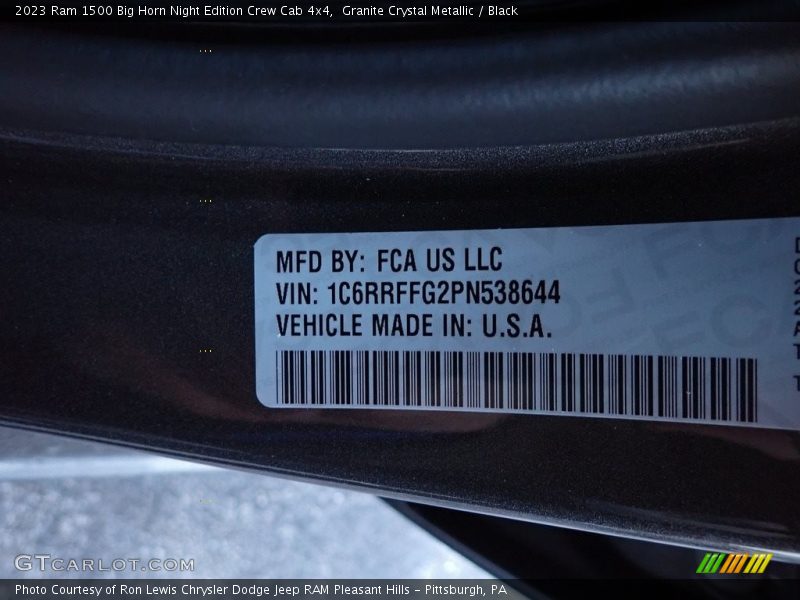 2023 Ram 1500 Big Horn Night Edition Crew Cab 4x4,  Granite Crystal Metallic / Black
MFD BY: FCA US LLC
VIN: 1C6RRFFG2PN538644
VEHICLE MADE IN: U.S.A.
GTCARLOT.COM
Photo Courtesy of Ron Lewis Chrysler Dodge Jeep RAM Pleasant Hills - Pittsburgh, PA